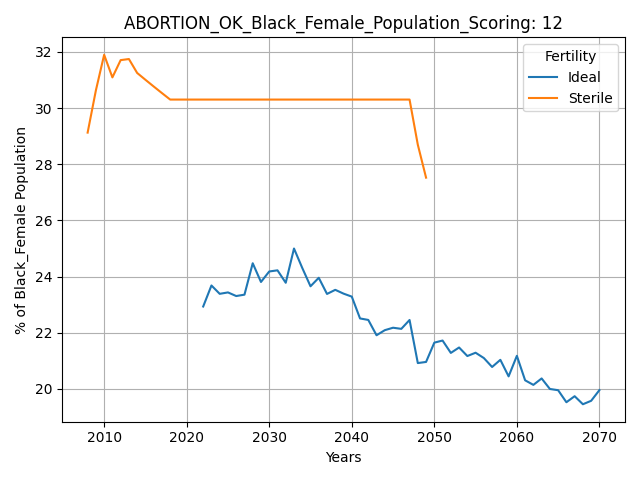 ABORTION_OK_Black_Female_Population_Scoring: 12
Fertility
Ideal
Sterile
% of Black_Female Population
32
30
28
26
24
22
20
2010 2020 2030 2040 2050 2060 2070
Years